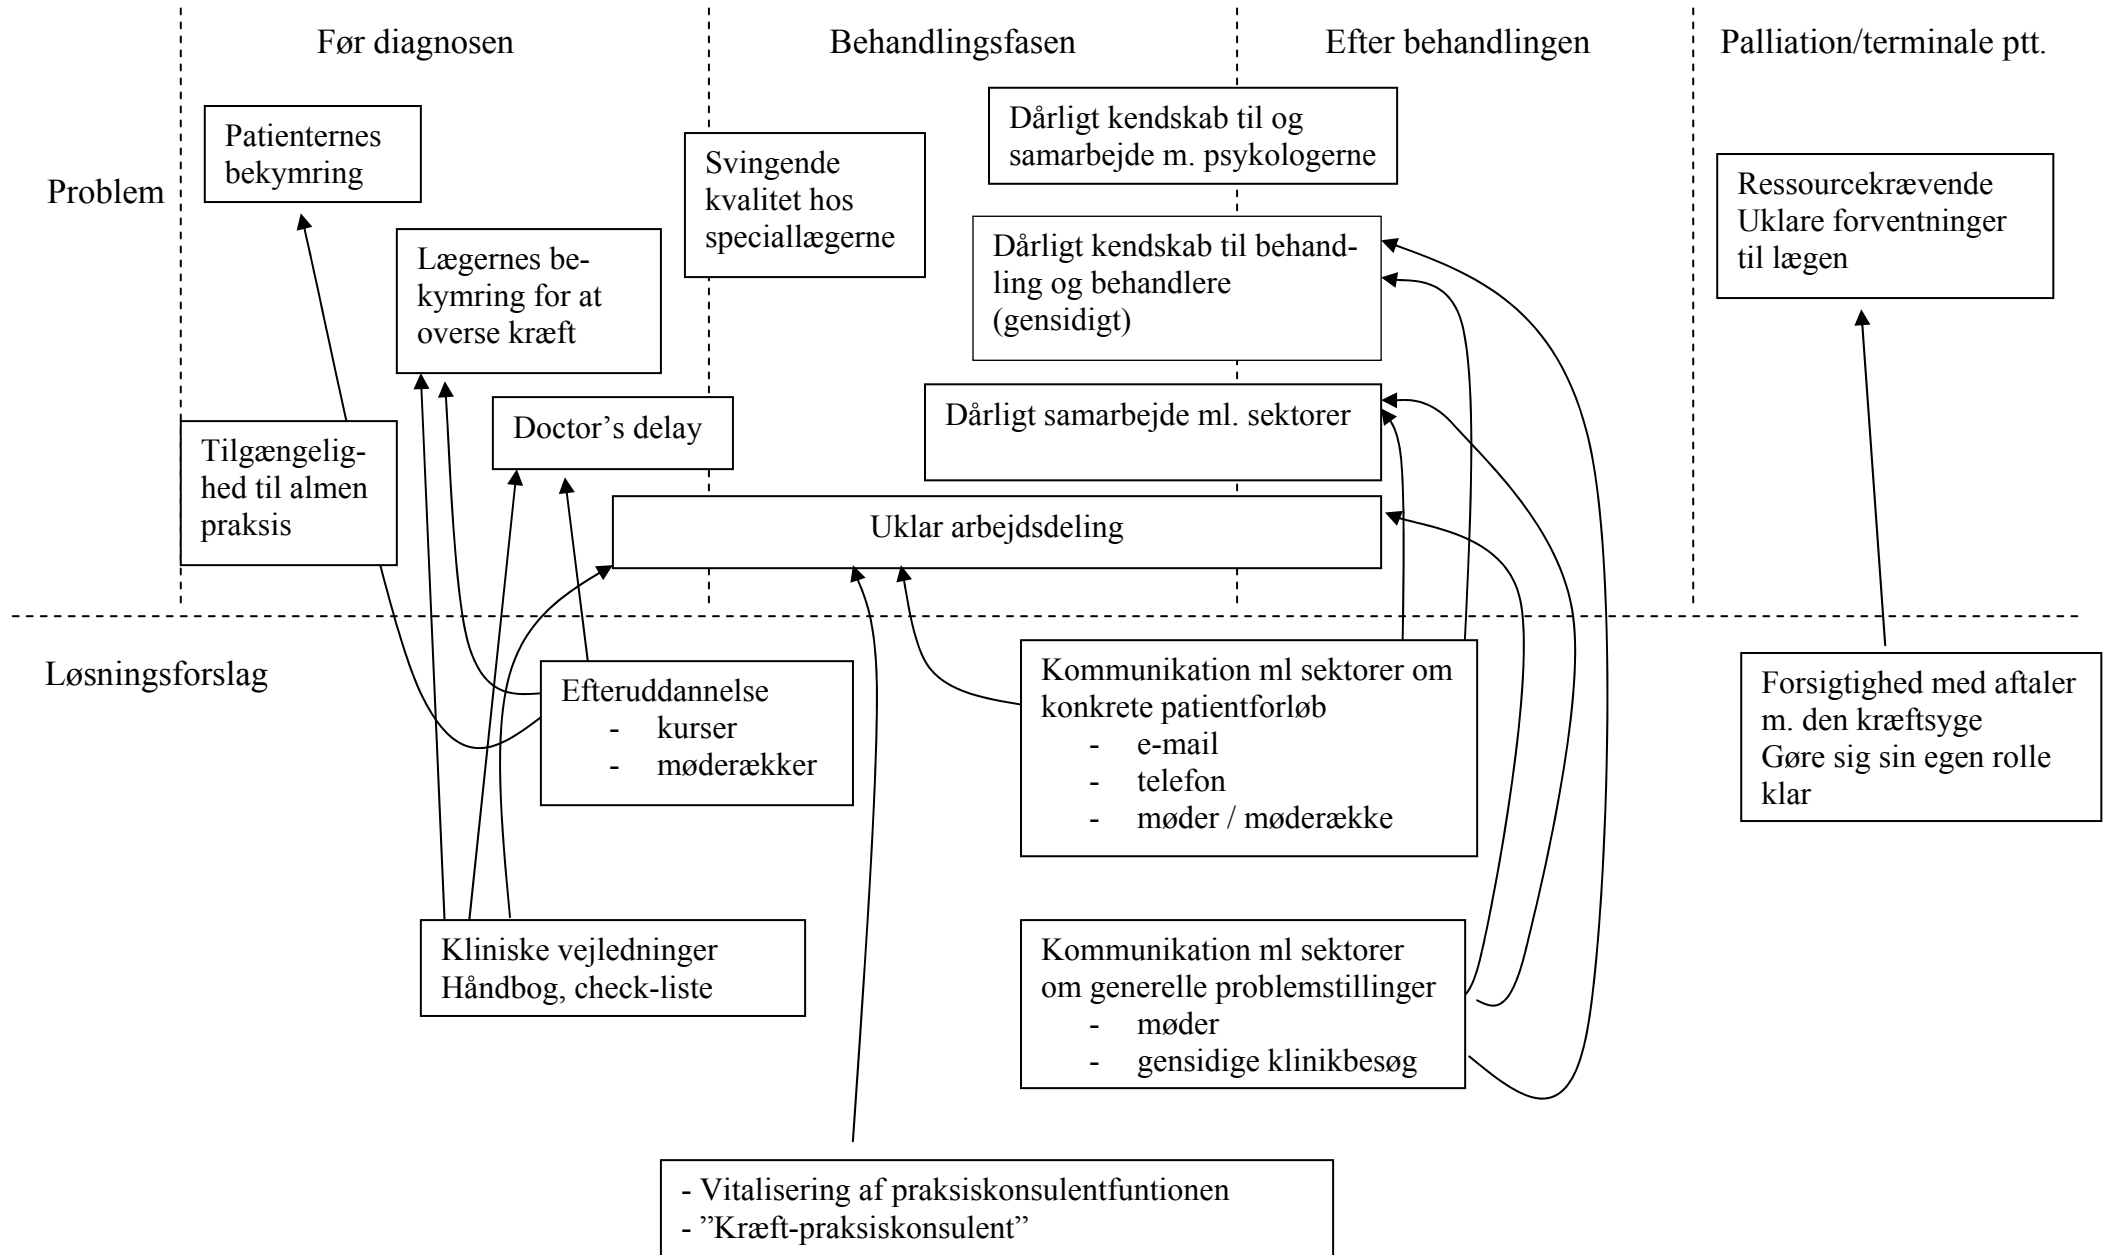 Før diagnosen
Behandlingsfasen
Efter behandlingen
Palliation/terminale ptt.
Problem
Patienternes
bekymring
Lægernes be-
kymring for at
overse kræft
Tilgængelig-
hed til almen
praksis
Doctor’s delay
Svingende
kvalitet hos
speciallægerne
Dårligt kendskab til og
samarbejde m. psykologerne
Dårligt kendskab til behand-
ling og behandlere
(gensidigt)
Dårligt samarbejde ml. sektorer
Uklar arbejdsdeling
Ressourcekrævende
Uklare forventninger
til lægen
Løsningsforslag
Efteruddannelse
- kurser
- møderækker
Kommunikation ml sektorer om
konkrete patientforløb
- e-mail
- telefon
- møder / møderække
Forsigtighed med aftaler
m. den kræftsyge
Gøre sig sin egen rolle
klar
Kliniske vejledninger
Håndbog, check-liste
Kommunikation ml sektorer
om generelle problemstillinger
- møder
- gensidige klinikbesøg
- Vitalisering af praksiskonsulentfuntionen
- ”Kræft-praksiskonsulent”